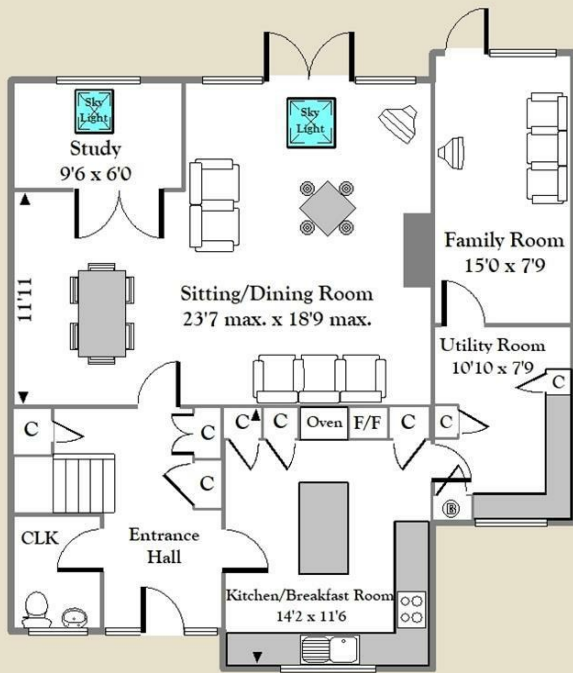 Sky
Light
Study
9'6 x 6'0
Sky
Light
Family Room
15'0 x 7'9
11'11
Sitting/Dining Room
23'7 max. x 18'9 max.
Utility Room
10'10 x 7'9
C
C
C
C
C
Oven
F/F
C
C
C
B
CLK
Entrance
Hall
Kitchen/Breakfast Room
14'2 x 11'6